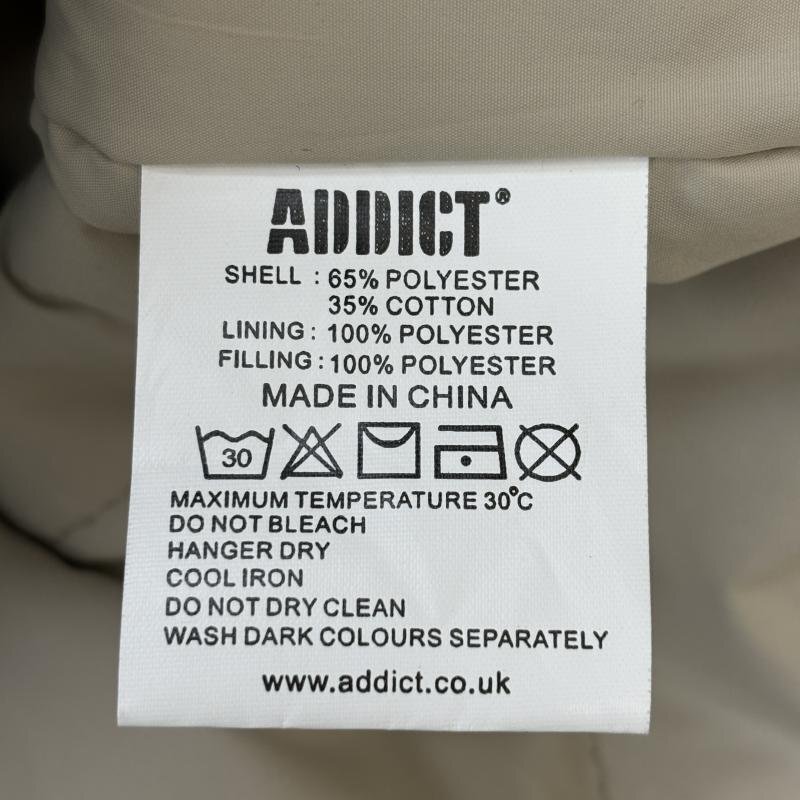 ADDICT®
SHELL : 65% POLYESTER
35% COTTON
LINING: 100% POLYESTER
FILLING: 100% POLYESTER
MADE IN CHINA
30
MAXIMUM TEMPERATURE 30°C
DO NOT BLEACH
HANGER DRY
COOL IRON
DO NOT DRY CLEAN
WASH DARK COLOURS SEPARATELY
www.addict.co.uk